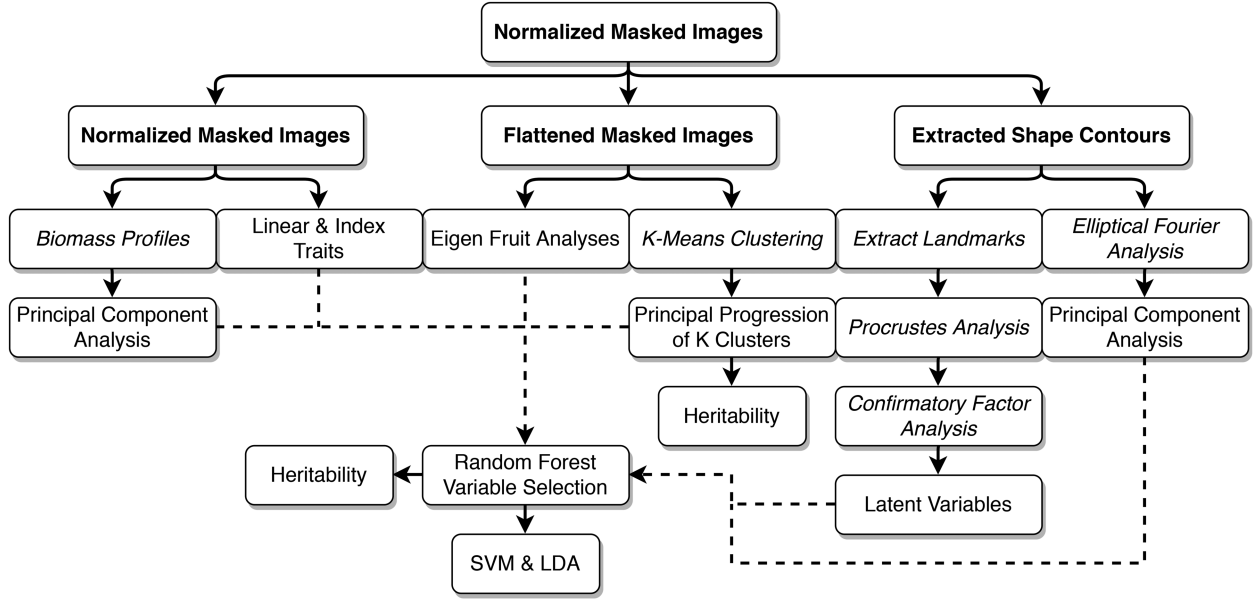 Normalized Masked Images
Normalized Masked Images
Flattened Masked Images
Extracted Shape Contours
Biomass Profiles
Linear & Index
Traits
Eigen Fruit Analyses
K-Means Clustering
Extract Landmarks
Elliptical Fourier
Analysis
Principal Component
Analysis
Principal Progression
of K Clusters
Procrustes Analysis
Principal Component
Analysis
Heritability
Confirmatory Factor
Analysis
Heritability
Random Forest
Variable Selection
Latent Variables
SVM & LDA